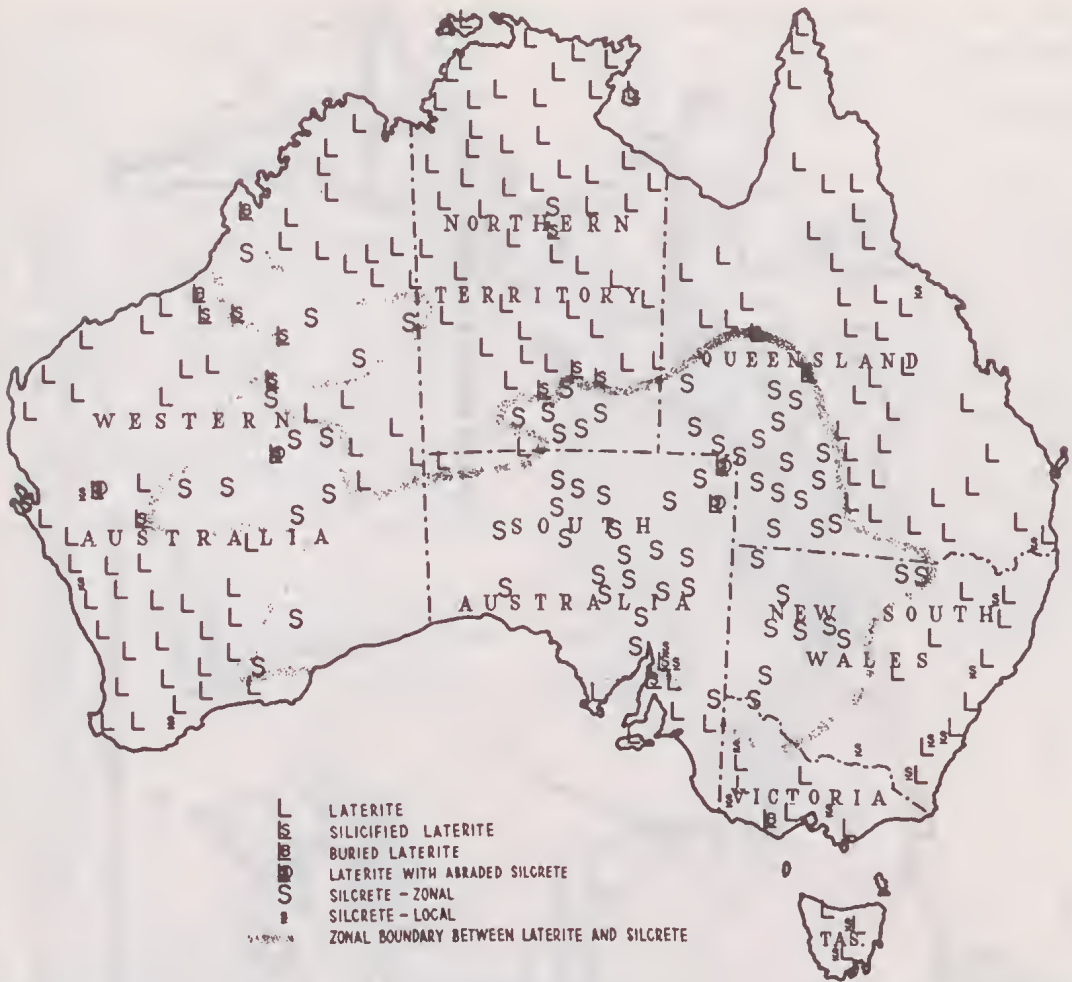 NORTHERN
TERRITORY
QUEENSLAND
WESTERN
AUSTRALIA
SOUTH
AUSTRALIA
NEW SOUTH
WALES
VICTORIA
TAS.
L LATERITE
SILICIFIED LATERITE
BURIED LATERITE
LATERITE WITH ABRADED SILCRETE
S SILCRETE - ZONAL
s SILCRETE - LOCAL
ZONAL BOUNDARY BETWEEN LATERITE AND SILCRETE